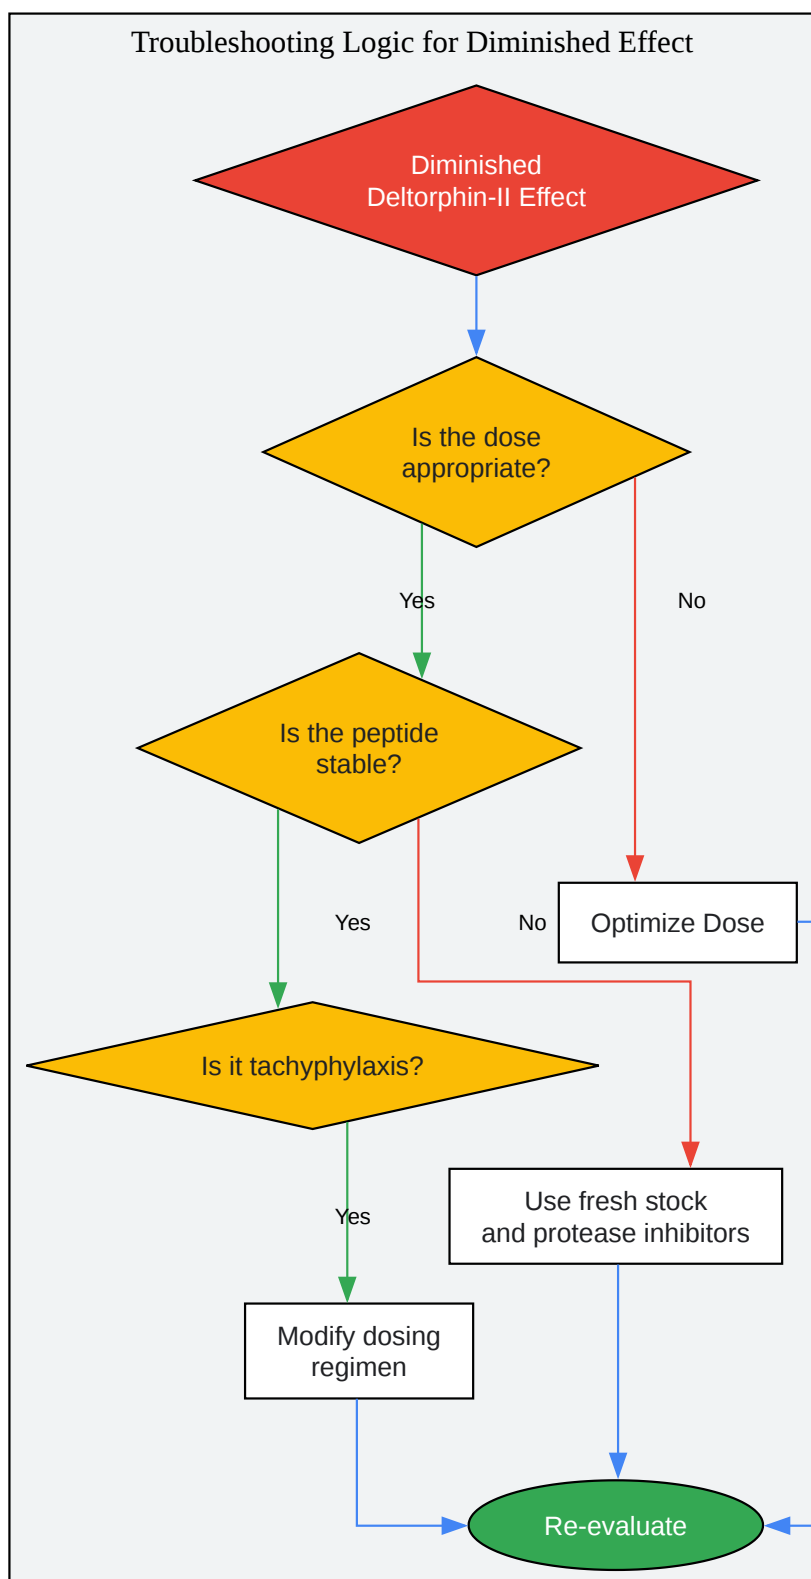 Troubleshooting Logic for Diminished Effect
Diminished
Deltorphin-II Effect
Is the dose
appropriate?
Yes
No
Is the peptide
stable?
Yes
No
Optimize Dose
Is it tachyphylaxis?
Use fresh stock
and protease inhibitors
Yes
Modify dosing
regimen
Re-evaluate